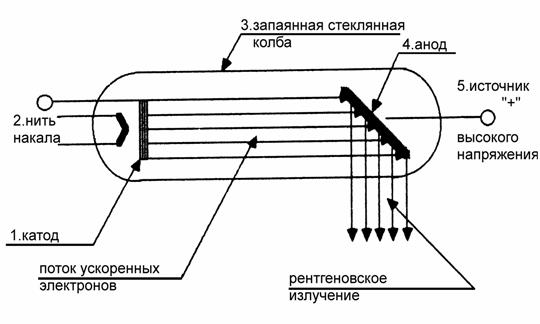 3.запаянная стеклянная
колба
4.анод
5.источник
"+"
высокого
напряжения
2.нить
накала
1.катод
поток ускоренных
электронов
рентгеновское
излучение